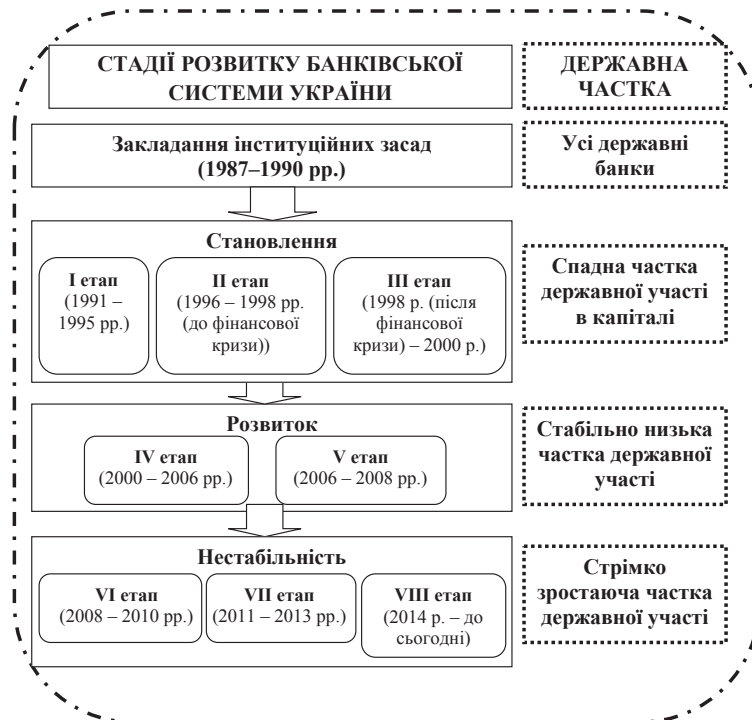 СТАДІЇ РОЗВИТКУ БАНКІВСЬКОЇ
СИСТЕМИ УКРАЇНИ
ДЕРЖАВНА
ЧАСТКА
Закладання інституційних засад
(1987–1990 рр.)
Усі державні
банки
Становлення
I етап
(1991 –
1995 рр.)
II етап
(1996 – 1998 рр.
(до фінансової
кризи))
III етап
(1998 р. (після
фінансової
кризи) – 2000 р.)
Спадна частка
державної участі
в капіталі
Розвиток
IV етап
(2000 – 2006 рр.)
V етап
(2006 – 2008 рр.)
Стабільно низька
частка державної
участі
Нестабільність
VI етап
(2008 – 2010 рр.)
VII етап
(2011 – 2013 рр.)
VIII етап
(2014 р. – до
сьогодні)
Стрімко
зростаюча частка
державної участі